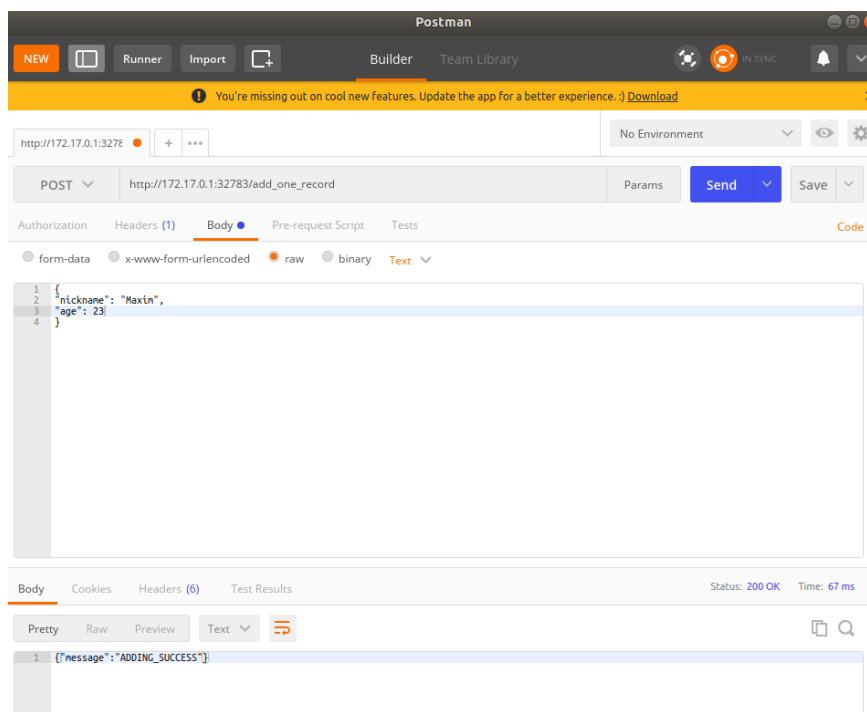 Postman
NEW Runner Import Builder Team Library IN SYNC
You're missing out on cool new features. Update the app for a better experience. :) Download
http://172.17.0.1:3278 + ••• No Environment
POST http://172.17.0.1:32783/add_one_record Params Send Save
Authorization Headers (1) Body Pre-request Script Tests Code
form-data x-www-form-urlencoded raw binary Text
1 {
2 "nickname": "Maxim",
3 "age": 23
4 }
Body Cookies Headers (6) Test Results Status: 200 OK Time: 67 ms
Pretty Raw Preview Text
1 {"message":"ADDING_SUCCESS"}